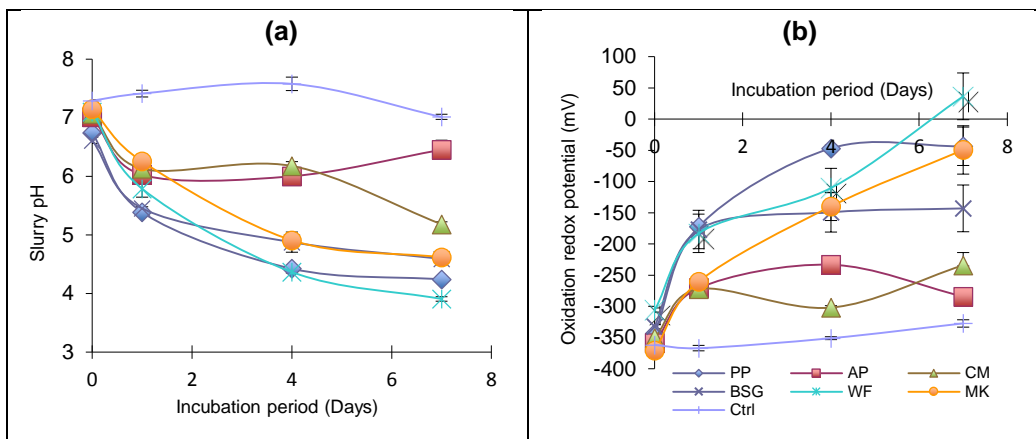 (a)
8
7
6
5
4
3
Slurry pH
0 2 4 6 8
Incubation period (Days)
(b)
100
50
0
-50
-100
-150
-200
-250
-300
-350
-400
Oxidation redox potential (mV)
Incubation period (Days)
0 2 4 6 8
PP AP CM
BSG WF MK
Ctrl